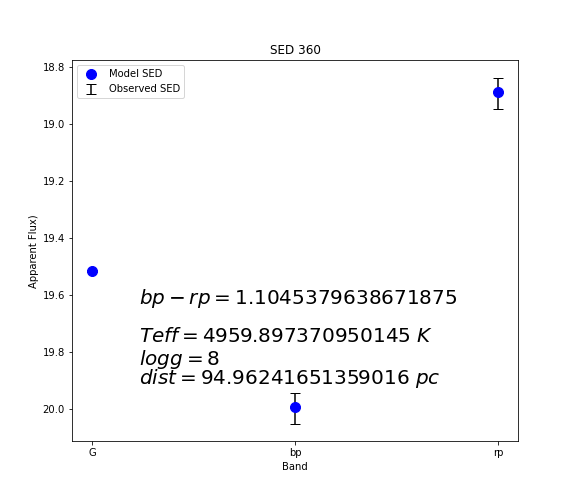 SED 360
Model SED
Observed SED
18.8
19.0
19.2
19.4
19.6
19.8
20.0
Apparent Flux)
bp − rp = 1.1045379638671875
Teff = 4959.897370950145 K
logg = 8
dist = 94.96241651359016 pc
G
bp
rp
Band